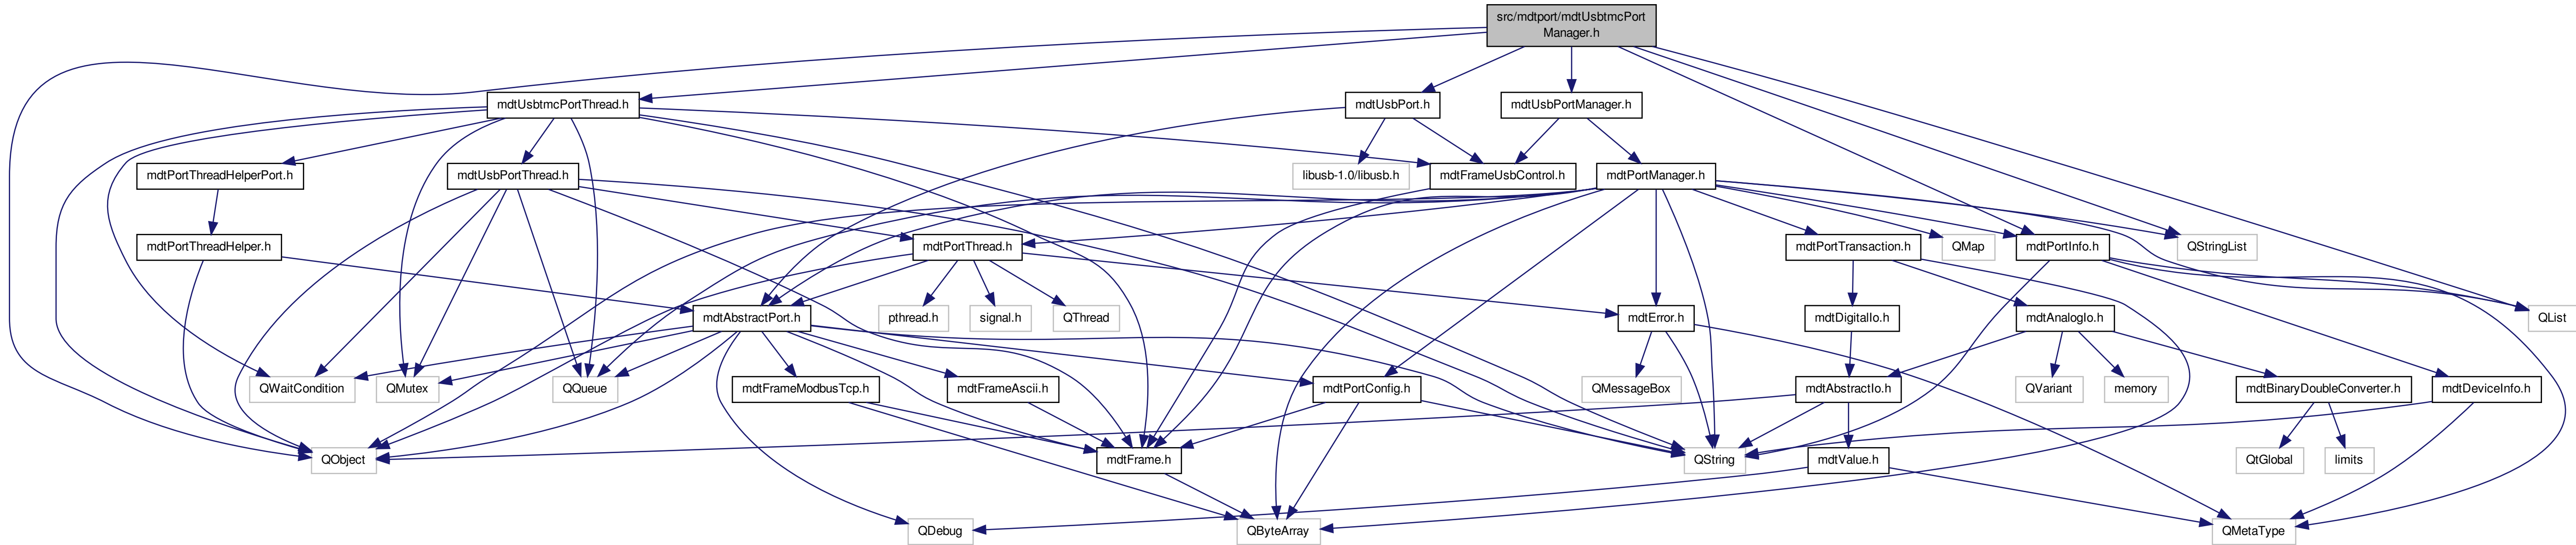 src/mdtport/mdtUsbtmcPort
Manager.h
mdtUsbtmcPortThread.h
mdtUsbPort.h
mdtUsbPortManager.h
mdtPortThreadHelperPort.h
mdtUsbPortThread.h
libusb-1.0/libusb.h
mdtFrameUsbControl.h
mdtPortManager.h
mdtPortThreadHelper.h
mdtPortThread.h
mdtPortTransaction.h
QMap
mdtPortInfo.h
QStringList
mdtAbstractPort.h
pthread.h
signal.h
QThread
mdtError.h
mdtDigitalIo.h
mdtAnalogIo.h
QList
QWaitCondition
QMutex
QQueue
mdtFrameModbusTcp.h
mdtFrameAscii.h
mdtPortConfig.h
QMessageBox
mdtAbstractIo.h
QVariant
memory
mdtBinaryDoubleConverter.h
mdtDeviceInfo.h
QObject
mdtFrame.h
QString
mdtValue.h
QtGlobal
limits
QDebug
QByteArray
QMetaType